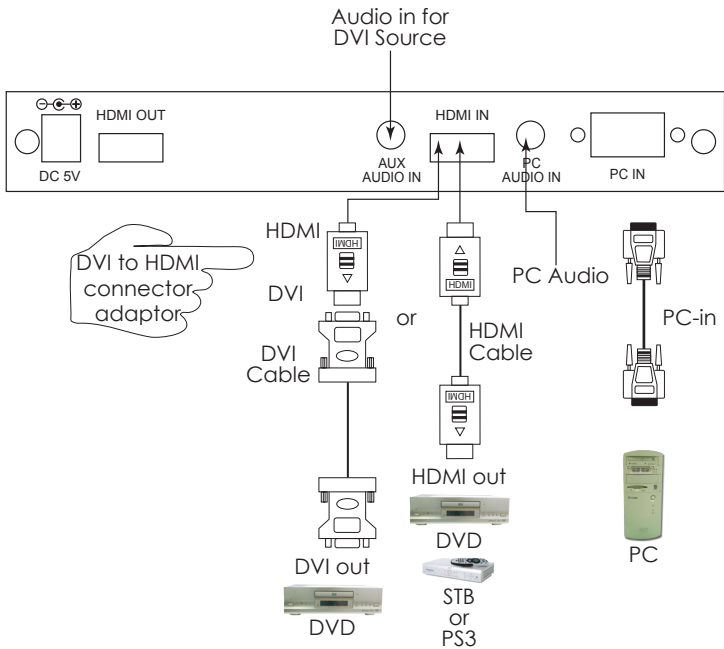 Audio in for
DVI Source
HDMI OUT
HDMI IN
DC 5V
AUX
AUDIO IN
PC
AUDIO IN
PC IN
HDMI
HDMI
DVI to HDMI
connector
adaptor
DVI
or
HDMI
PC Audio
PC-in
DVI
Cable
HDMI
Cable
HDMI
HDMI out
DVD
DVI out
DVD
STB
or
PS3
PC